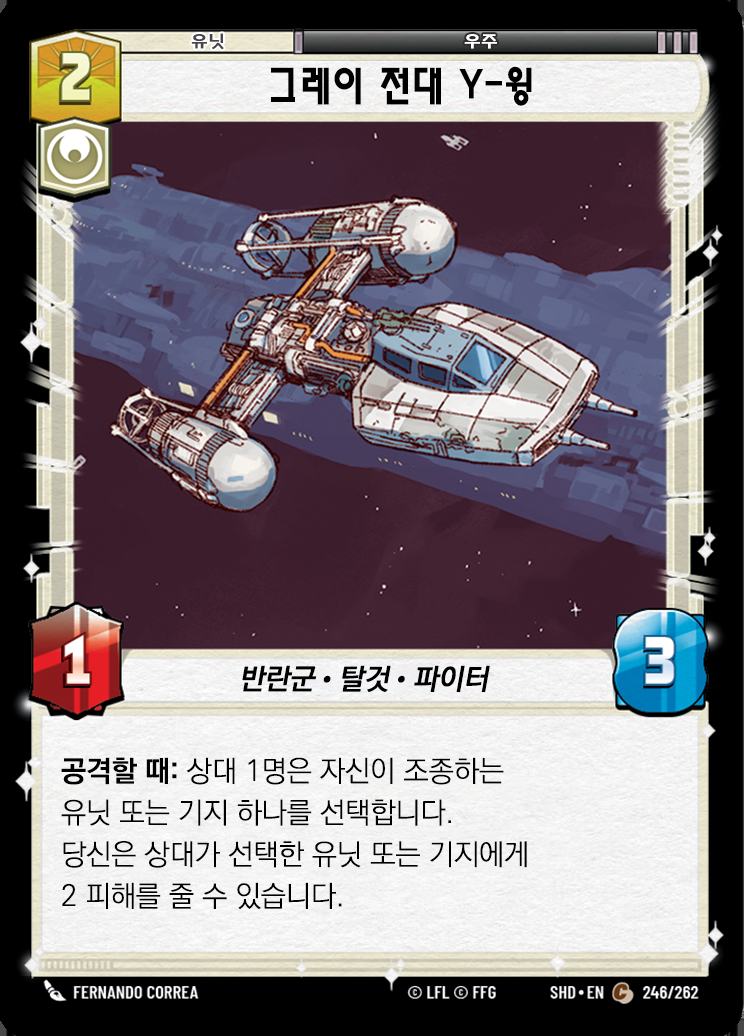 유닛
우주
2
그레이 전대 Y-윙
1
반란군 • 탈것 • 파이터
3
공격할 때: 상대 1명은 자신이 조종하는
유닛 또는 기지 하나를 선택합니다.
당신은 상대가 선택한 유닛 또는 기지에게
2 피해를 줄 수 있습니다.
FERNANDO CORREA
© LFL © FFG
SHD • EN C 246/262